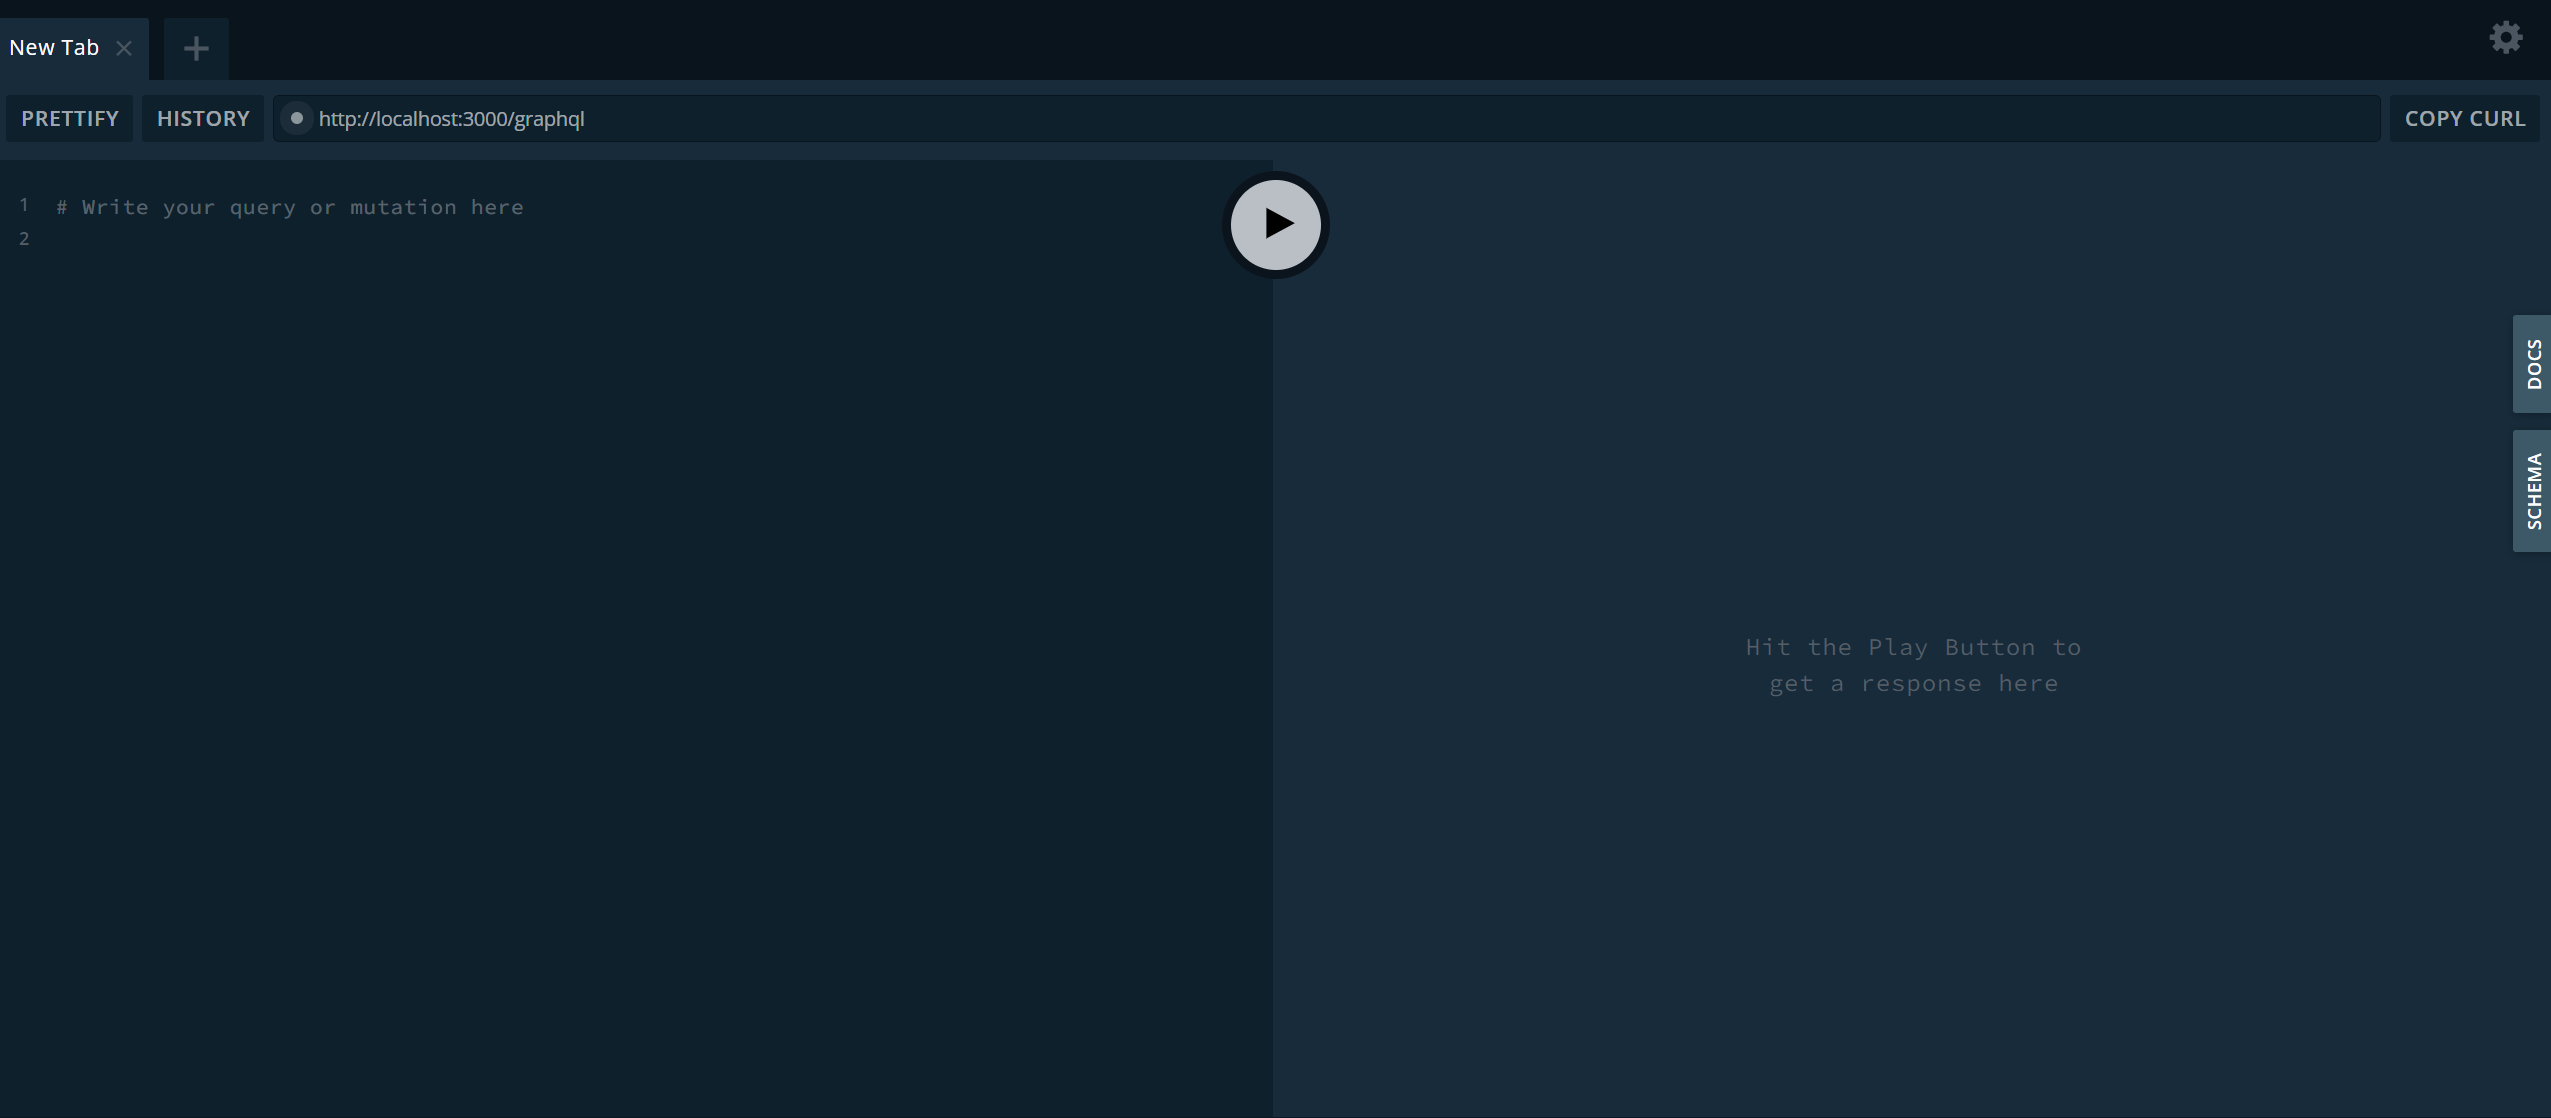 New Tab
PRETTIFY HISTORY http://localhost:3000/graphql COPY CURL
1 # Write your query or mutation here
2
DOCS
SCHEMA
Hit the Play Button to
get a response here